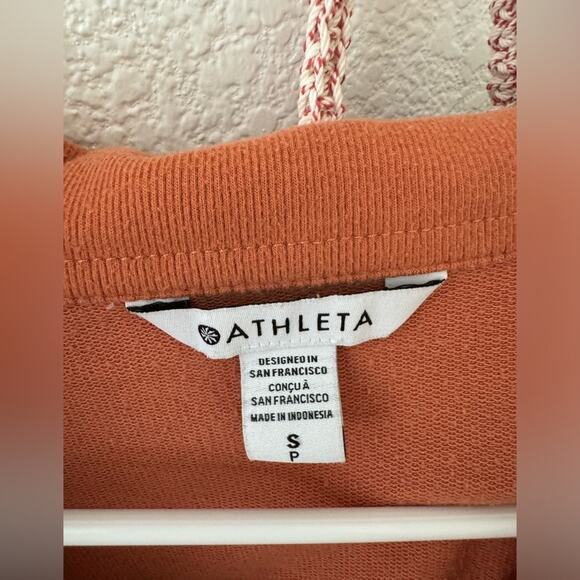 ATHLETA
DESIGNED IN
SAN FRANCISCO
CONÇU À
SAN FRANCISCO
MADE IN INDONESIA
S
P